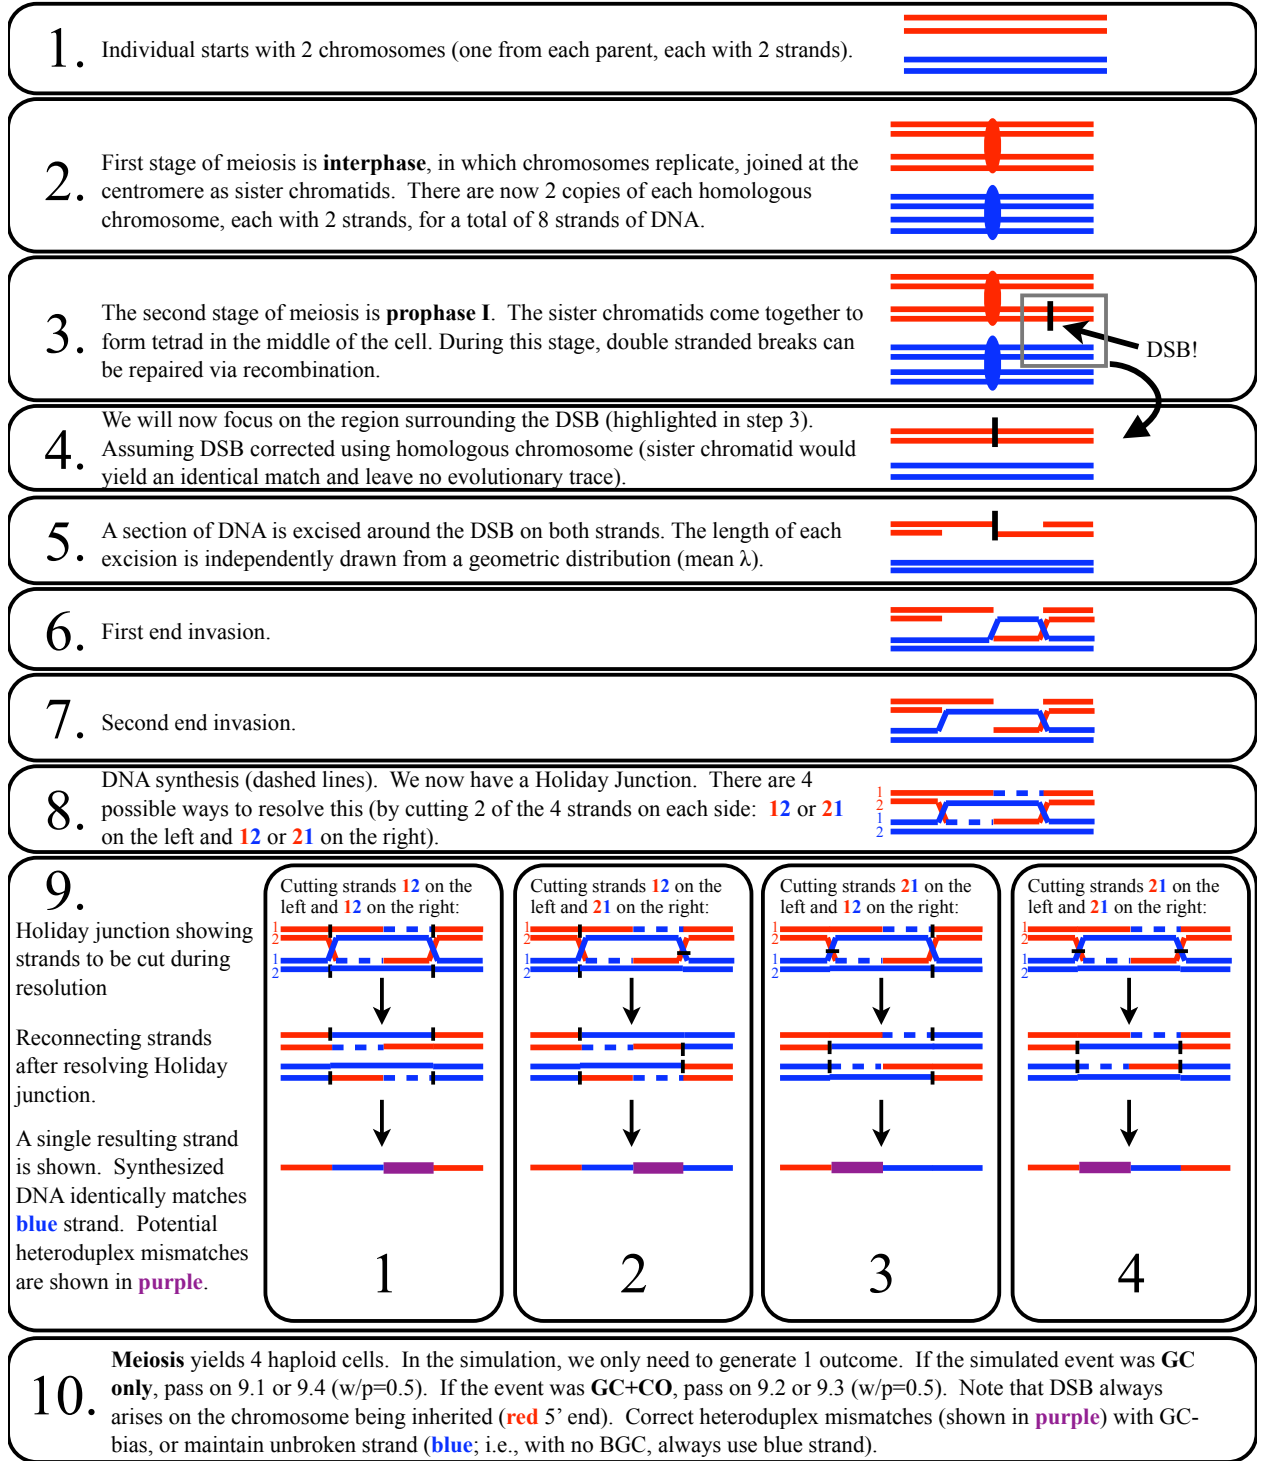 1. Individual starts with 2 chromosomes (one from each parent, each with 2 strands).
2. First stage of meiosis is interphase, in which chromosomes replicate, joined at the
centromere as sister chromatids. There are now 2 copies of each homologous
chromosome, each with 2 strands, for a total of 8 strands of DNA.
3. The second stage of meiosis is prophase I. The sister chromatids come together to
form tetrad in the middle of the cell. During this stage, double stranded breaks can
be repaired via recombination.
DSB!
4. We will now focus on the region surrounding the DSB (highlighted in step 3).
Assuming DSB corrected using homologous chromosome (sister chromatid would
yield an identical match and leave no evolutionary trace).
5. A section of DNA is excised around the DSB on both strands. The length of each
excision is independently drawn from a geometric distribution (mean λ).
6. First end invasion.
7. Second end invasion.
8. DNA synthesis (dashed lines). We now have a Holiday Junction. There are 4
possible ways to resolve this (by cutting 2 of the 4 strands on each side: 12 or 21
on the left and 12 or 21 on the right).
1
2
1
2
9.
Holiday junction showing
strands to be cut during
resolution
Reconnecting strands
after resolving Holiday
junction.
A single resulting strand
is shown. Synthesized
DNA identically matches
blue strand. Potential
heteroduplex mismatches
are shown in purple.
Cutting strands 12 on the
left and 12 on the right:
1
2
1
2
1
Cutting strands 12 on the
left and 21 on the right:
1
2
1
2
2
Cutting strands 21 on the
left and 12 on the right:
1
2
1
2
3
Cutting strands 21 on the
left and 21 on the right:
1
2
1
2
4
10. Meiosis yields 4 haploid cells. In the simulation, we only need to generate 1 outcome. If the simulated event was GC
only, pass on 9.1 or 9.4 (w/p=0.5). If the event was GC+CO, pass on 9.2 or 9.3 (w/p=0.5). Note that DSB always
arises on the chromosome being inherited (red 5’ end). Correct heteroduplex mismatches (shown in purple) with GC-
bias, or maintain unbroken strand (blue; i.e., with no BGC, always use blue strand).